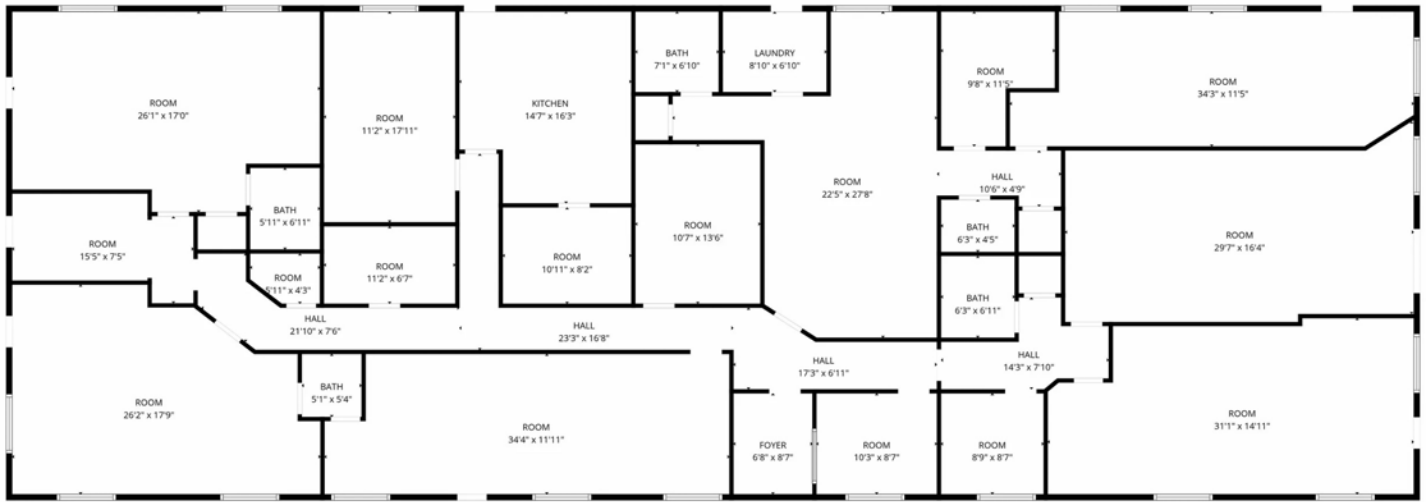 ROOM
26'1" x 17'0"
ROOM
11'2" x 17'11"
KITCHEN
14'7" x 16'3"
BATH
7'1" x 6'10"
LAUNDRY
8'10" x 6'10"
ROOM
9'8" x 11'5"
ROOM
34'3" x 11'5"
BATH
5'11" x 6'11"
ROOM
15'5" x 7'5"
ROOM
5'11" x 4'3"
ROOM
11'2" x 6'7"
ROOM
10'11" x 8'2"
ROOM
10'7" x 13'6"
ROOM
22'5" x 27'8"
HALL
10'6" x 4'9"
BATH
6'3" x 4'5"
BATH
6'3" x 6'11"
ROOM
29'7" x 16'4"
HALL
21'10" x 7'6"
HALL
23'3" x 16'8"
HALL
17'3" x 6'11"
HALL
14'3" x 7'10"
ROOM
26'2" x 17'9"
BATH
5'1" x 5'4"
ROOM
34'4" x 11'11"
FOYER
6'8" x 8'7"
ROOM
10'3" x 8'7"
ROOM
8'9" x 8'7"
ROOM
31'1" x 14'11"